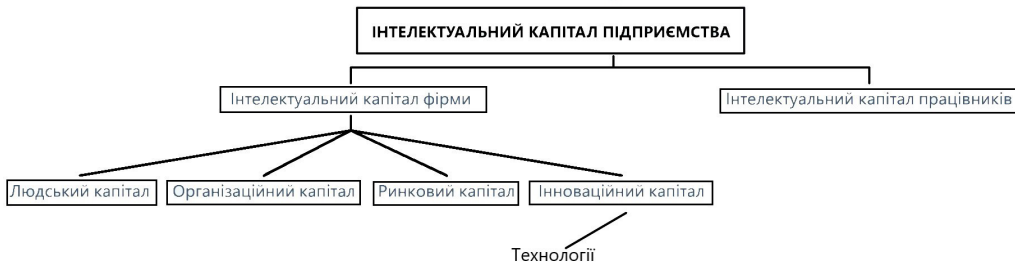 ІНТЕЛЕКТУАЛЬНИЙ КАПІТАЛ ПІДПРИЄМСТВА
Інтелектуальний капітал фірми
Інтелектуальний капітал працівників
Людський капітал
Організаційний капітал
Ринковий капітал
Інноваційний капітал
Технології